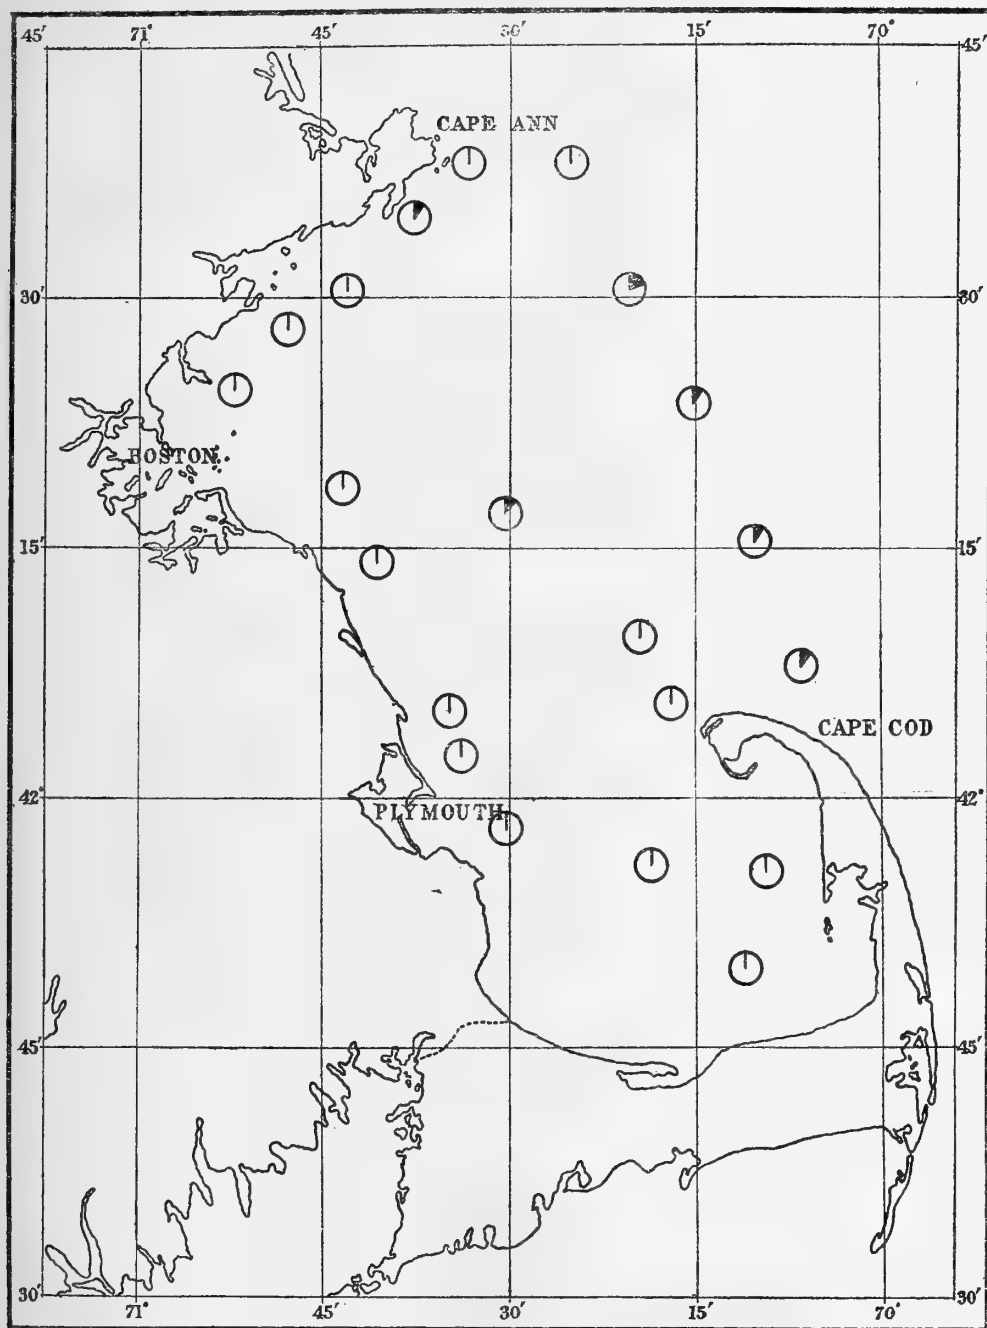 45′ 71° 45′ 30′ 15′ 70° 45′
CAPE ANN
30′ 30′
BOSTON
15′ 15′
CAPE COD
42° 42°
PLYMOUTH
45′ 45′
30′ 30′
71° 45′ 30′ 15′ 70°